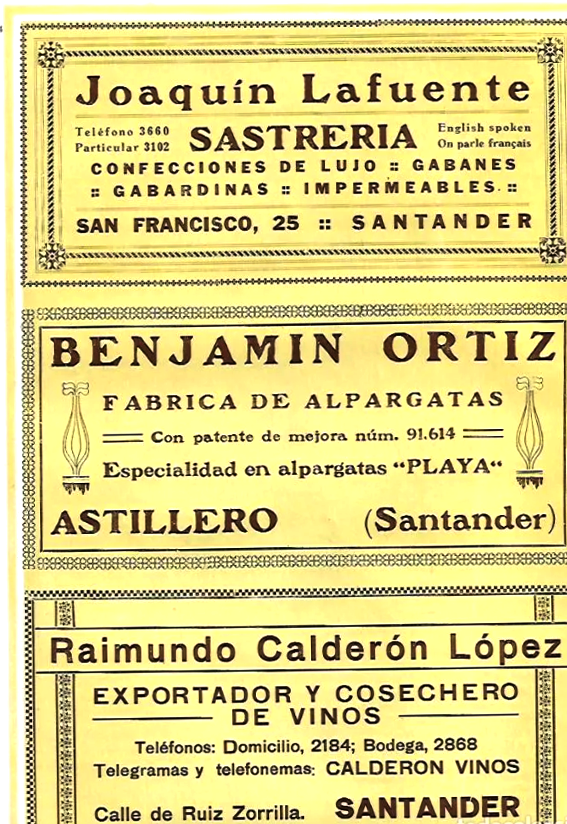 Joaquín Lafuente
Teléfono 3660
Particular 3102
SASTRERIA
English spoken
On parle français
CONFECCIONES DE LUJO :: GABANES
:: GABARDINAS :: IMPERMEABLES. ::
SAN FRANCISCO, 25 :: SANTANDER
BENJAMIN ORTIZ
FABRICA DE ALPARGATAS
Con patente de mejora núm. 91.614
Especialidad en alpargatas “PLAYA“
ASTILLERO (Santander)
Raimundo Calderón López
EXPORTADOR Y COSECHERO
DE VINOS
Teléfonos: Domicilio, 2184; Bodega, 2868
Telegramas y telefonemas: CALDERON VINOS
Calle de Ruiz Zorrilla. SANTANDER